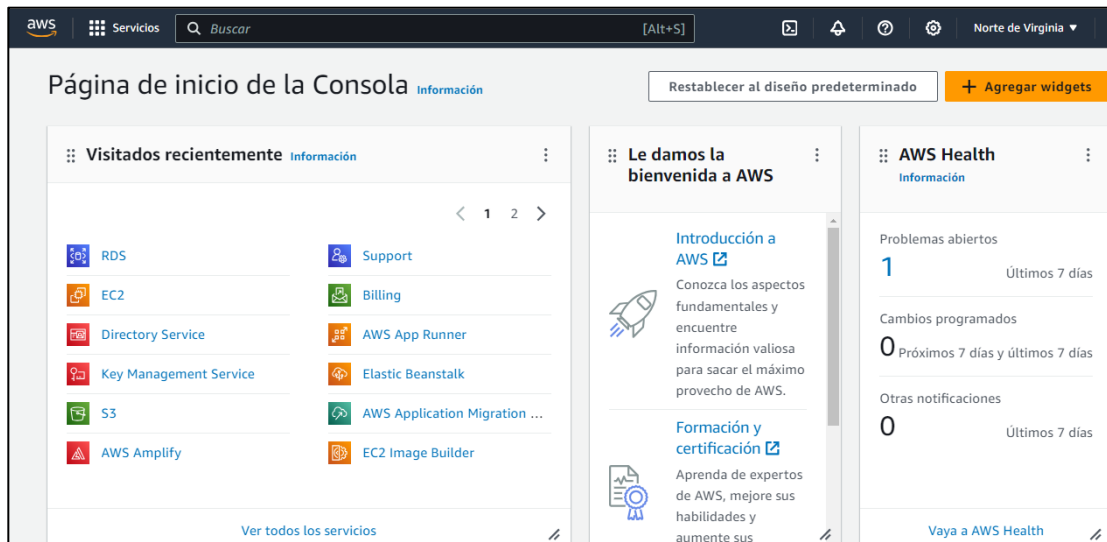 aws
Servicios
Buscar
[Alt+S]
Norte de Virginia ▼
Página de inicio de la Consola Información
Restablecer al diseño predeterminado
+ Agregar widgets
Visitados recientemente Información
1 2
RDS
EC2
Directory Service
Key Management Service
S3
AWS Amplify
Support
Billing
AWS App Runner
Elastic Beanstalk
AWS Application Migration ...
EC2 Image Builder
Ver todos los servicios
Le damos la
bienvenida a AWS
Introducción a
AWS
Conozca los aspectos
fundamentales y
encuentre
información valiosa
para sacar el máximo
provecho de AWS.
Formación y
certificación
Aprenda de expertos
de AWS, mejore sus
habilidades y
aumente sus
AWS Health
Información
Problemas abiertos
1 Últimos 7 días
Cambios programados
0 Próximos 7 días y últimos 7 días
Otras notificaciones
0 Últimos 7 días
Vaya a AWS Health